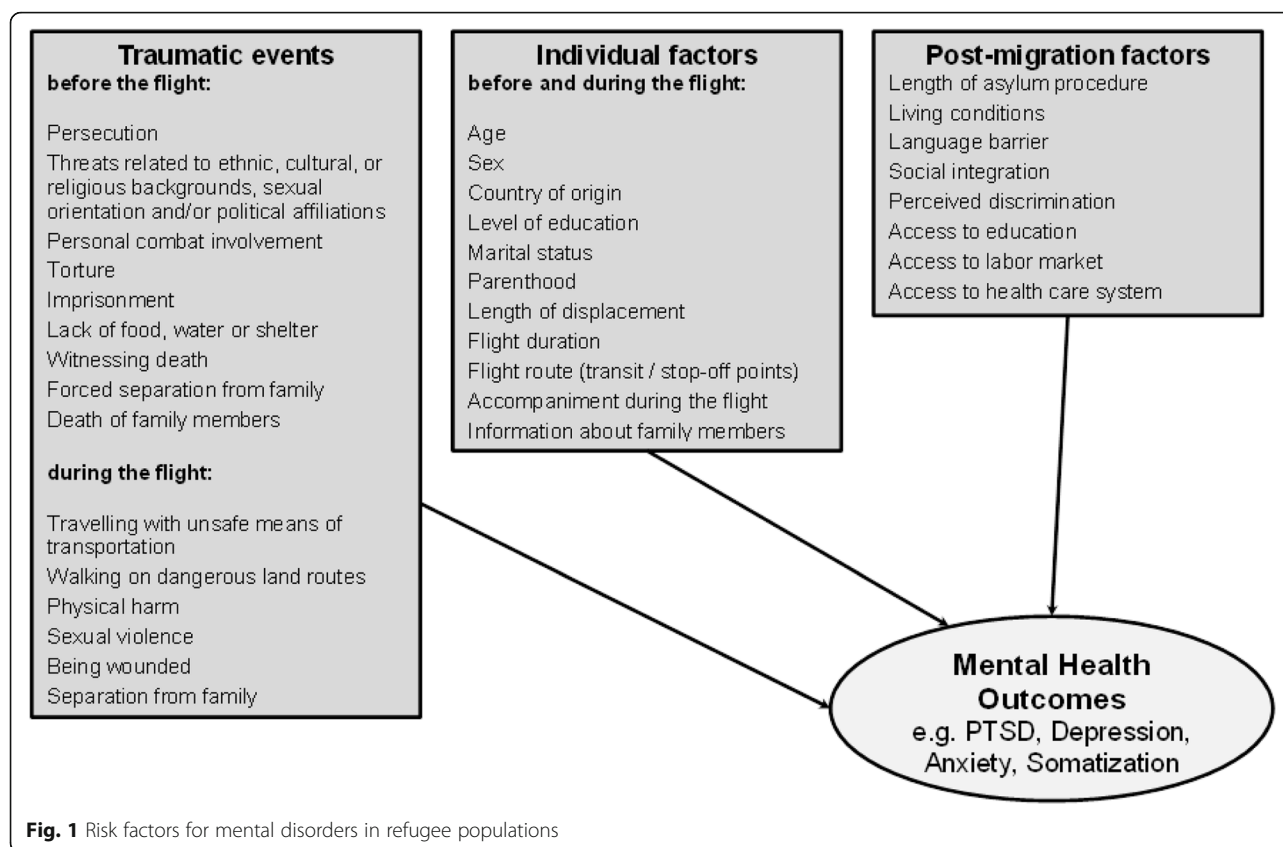 Traumatic events
before the flight:
Persecution
Threats related to ethnic, cultural, or
religious backgrounds, sexual
orientation and/or political affiliations
Personal combat involvement
Torture
Imprisonment
Lack of food, water or shelter
Witnessing death
Forced separation from family
Death of family members
during the flight:
Travelling with unsafe means of
transportation
Walking on dangerous land routes
Physical harm
Sexual violence
Being wounded
Separation from family
Individual factors
before and during the flight:
Age
Sex
Country of origin
Level of education
Marital status
Parenthood
Length of displacement
Flight duration
Flight route (transit / stop-off points)
Accompaniment during the flight
Information about family members
Post-migration factors
Length of asylum procedure
Living conditions
Language barrier
Social integration
Perceived discrimination
Access to education
Access to labor market
Access to health care system
Mental Health
Outcomes
e.g. PTSD, Depression,
Anxiety, Somatization
Fig. 1 Risk factors for mental disorders in refugee populations